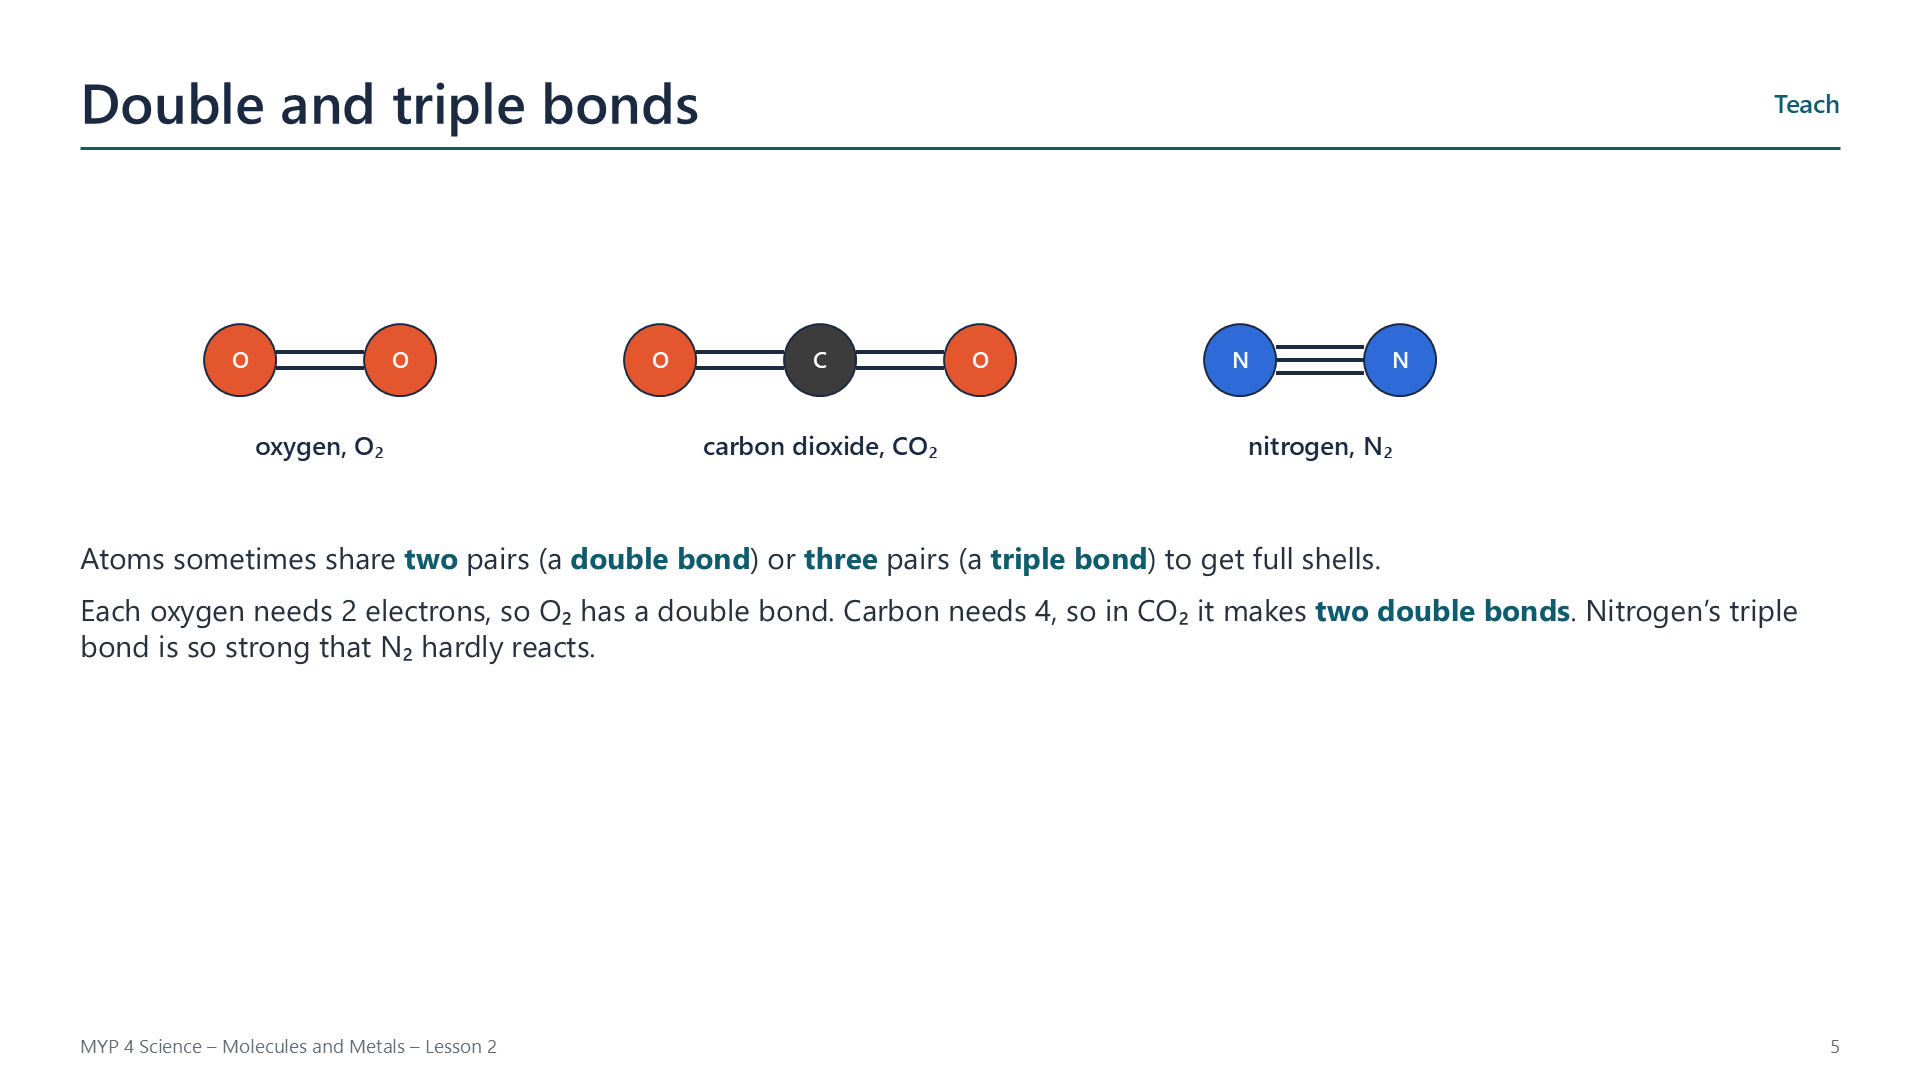 Double and triple bonds
Teach
O O O C O N N
oxygen, O₂ carbon dioxide, CO₂ nitrogen, N₂
Atoms sometimes share two pairs (a double bond) or three pairs (a triple bond) to get full shells.
Each oxygen needs 2 electrons, so O₂ has a double bond. Carbon needs 4, so in CO₂ it makes two double bonds. Nitrogen’s triple
bond is so strong that N₂ hardly reacts.
MYP 4 Science – Molecules and Metals – Lesson 2
5